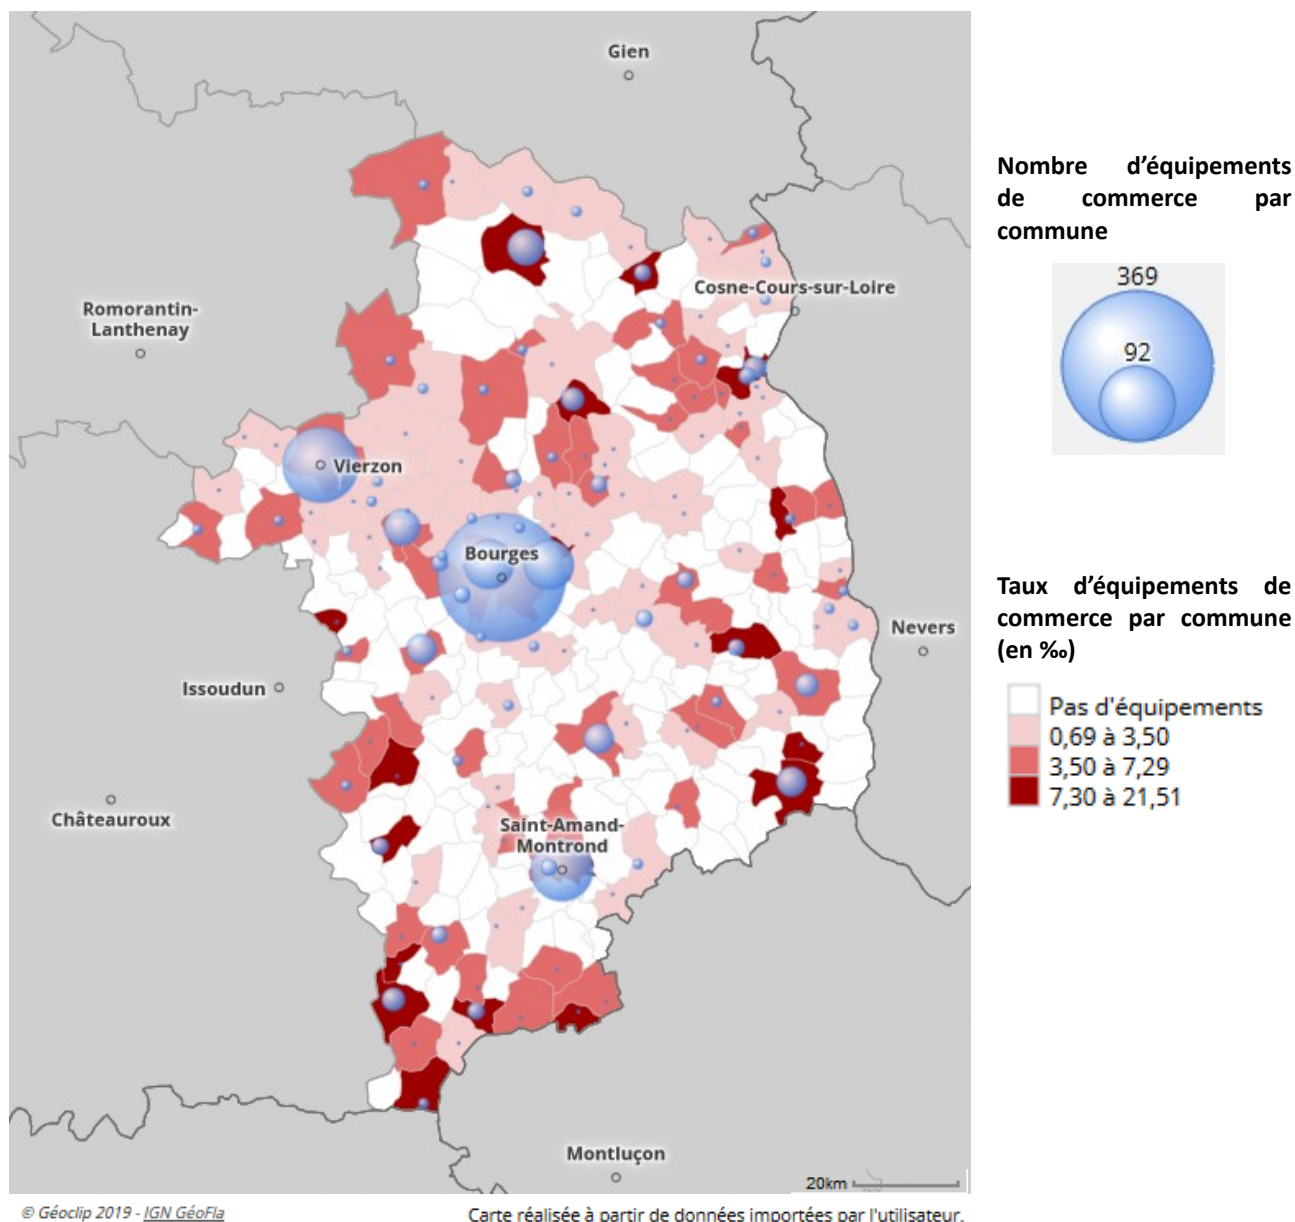 Gien
Cosne-Cours-sur-Loire
Romorantin-
Lanthenay
Vierzon
Bourges
Nevers
Issoudun
Châteauroux
Saint-Amand-
Montrond
Montluçon
20km
© Géoclip 2019 - IGN GéoFla
Carte réalisée à partir de données importées par l'utilisateur.
Nombre d’équipements
de commerce par
commune
369
92
Taux d’équipements de
commerce par commune
(en ‰)
Pas d'équipements
0,69 à 3,50
3,50 à 7,29
7,30 à 21,51